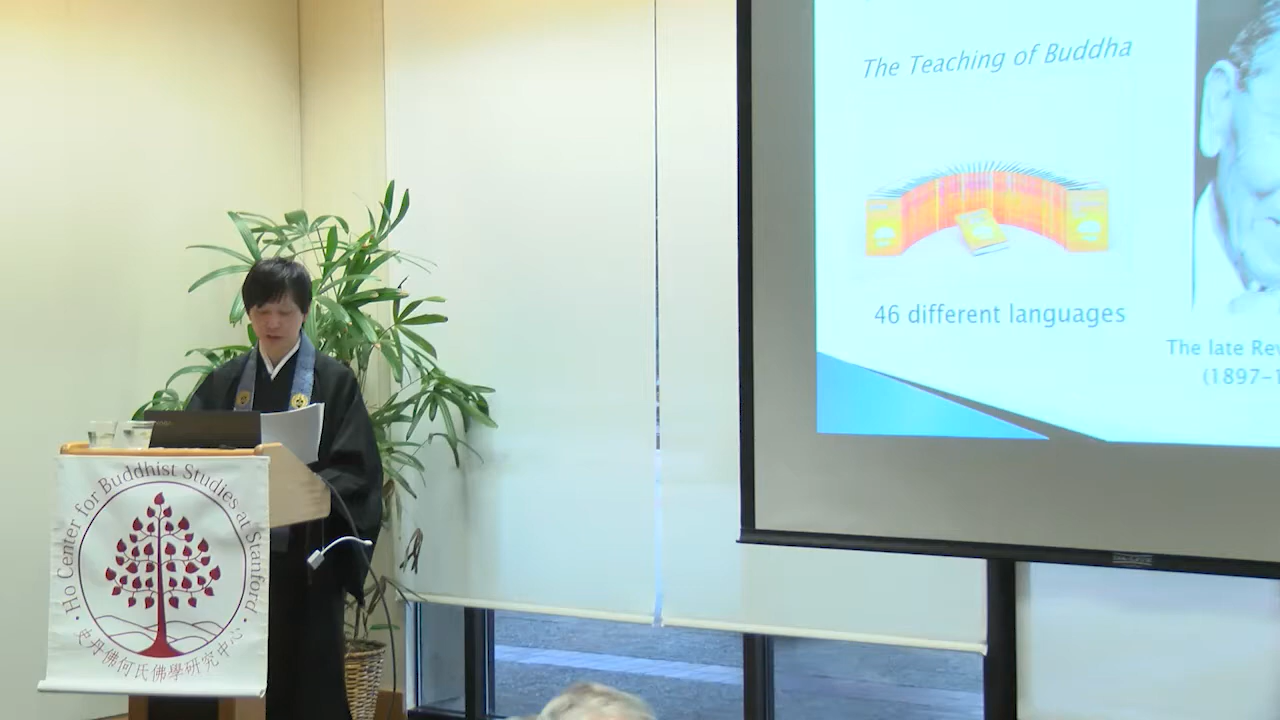 The Teaching of Buddha
46 different languages
The late Rev
(1897-1
Ho Center for Buddhist Studies at Stanford
史丹佛何氏佛學研究中心